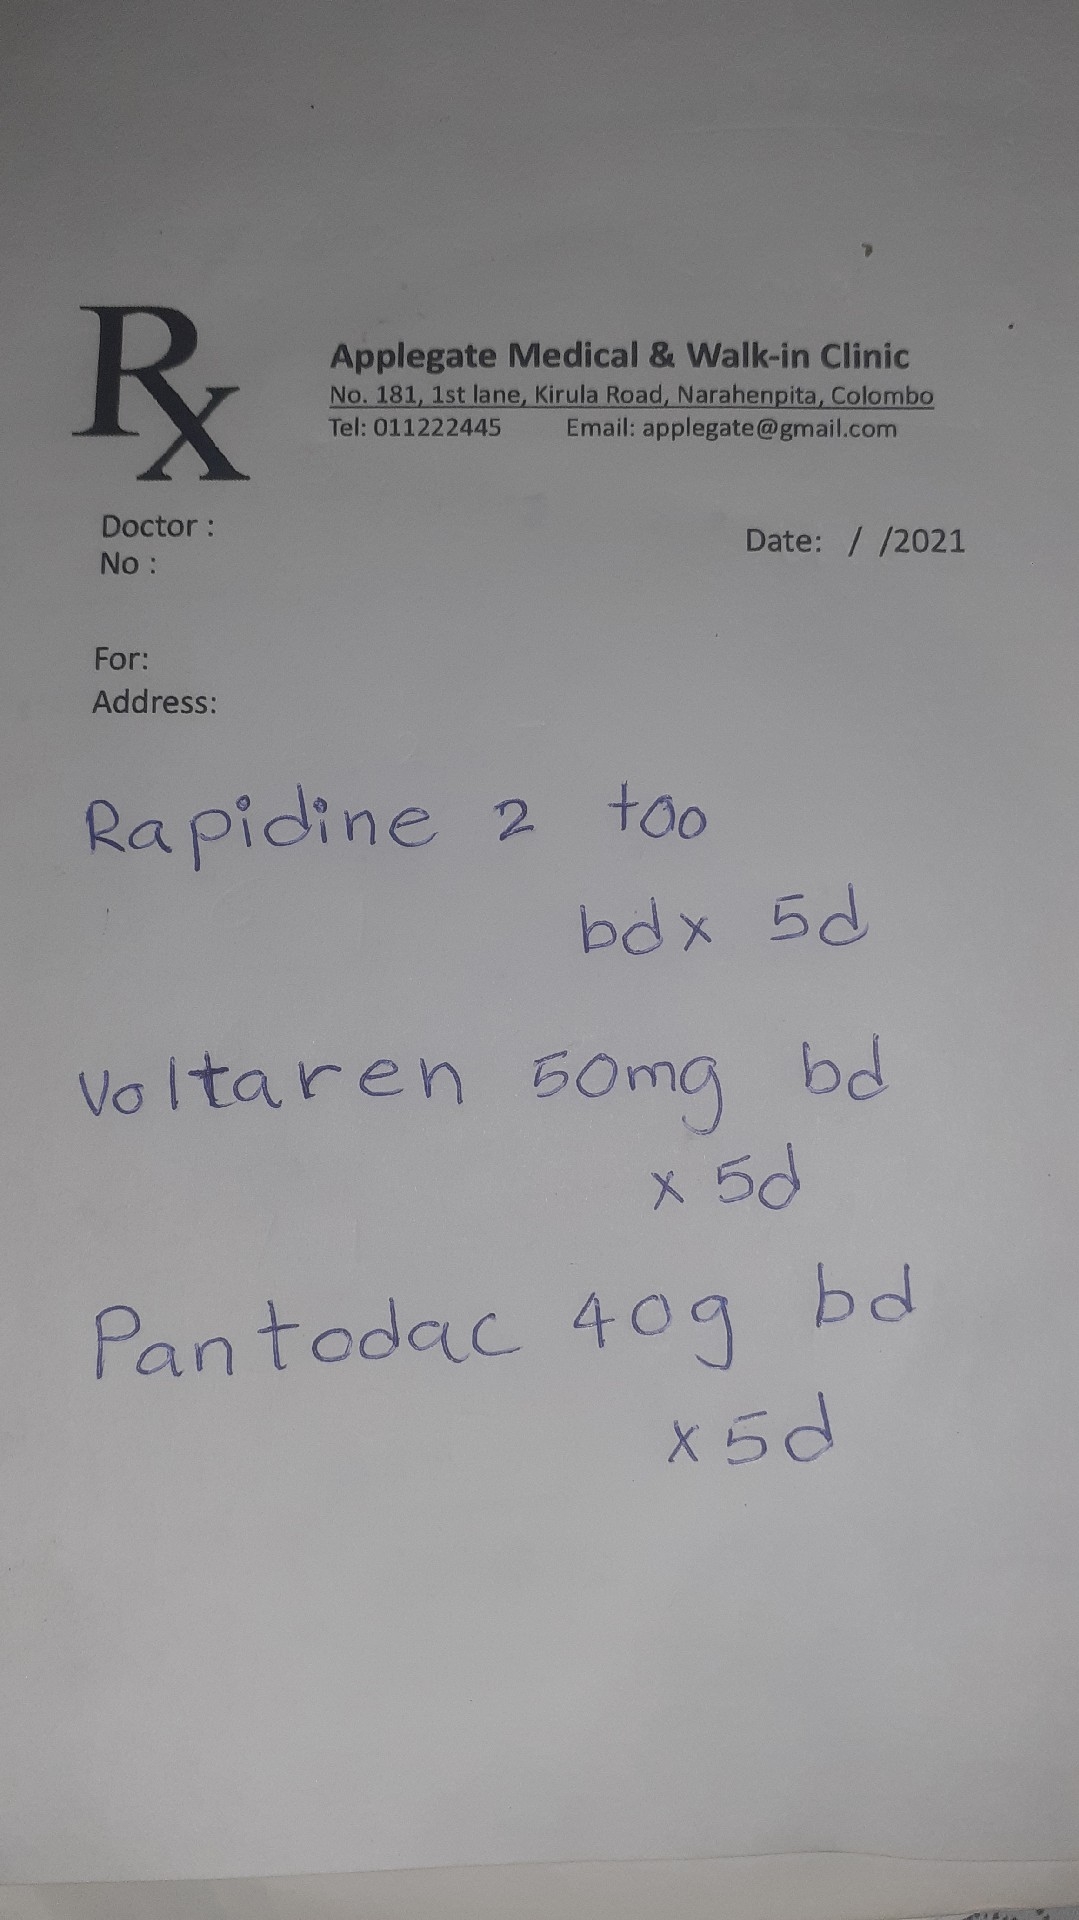 Rx
Applegate Medical & Walk-in Clinic
No. 181, 1st lane, Kirula Road, Narahenpita, Colombo
Tel: 011222445 Email: applegate@gmail.com
Doctor :
No :
Date: / /2021
For:
Address:
Rapidine 2 too
bd x 5d
Voltaren 50mg bd
x 5d
Pantodac 40g bd
x 5d